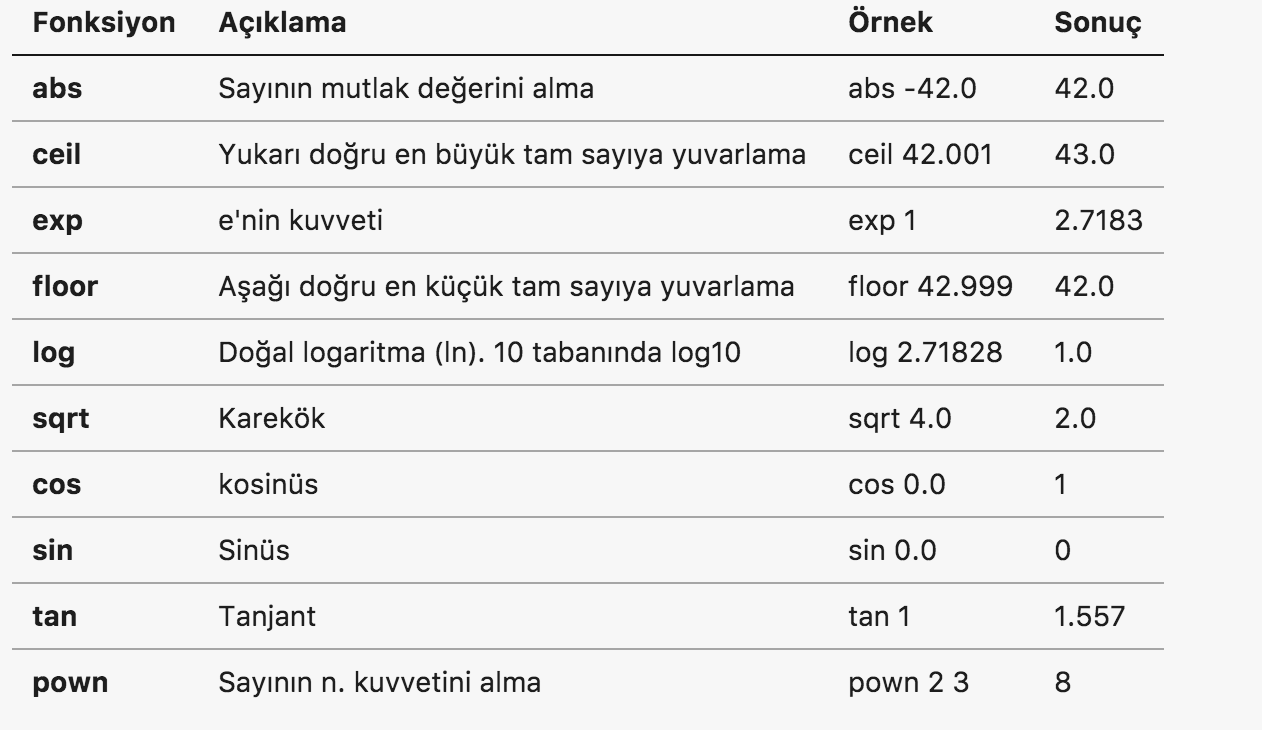 Fonksiyon Açıklama Örnek Sonuç
abs Sayının mutlak değerini alma abs -42.0 42.0
ceil Yukarı doğru en büyük tam sayıya yuvarlama ceil 42.001 43.0
exp e'nin kuvveti exp 1 2.7183
floor Aşağı doğru en küçük tam sayıya yuvarlama floor 42.999 42.0
log Doğal logaritma (ln). 10 tabanında log10 log 2.71828 1.0
sqrt Karekök sqrt 4.0 2.0
cos kosinüs cos 0.0 1
sin Sinüs sin 0.0 0
tan Tanjant tan 1 1.557
pown Sayının n. kuvvetini alma pown 2 3 8